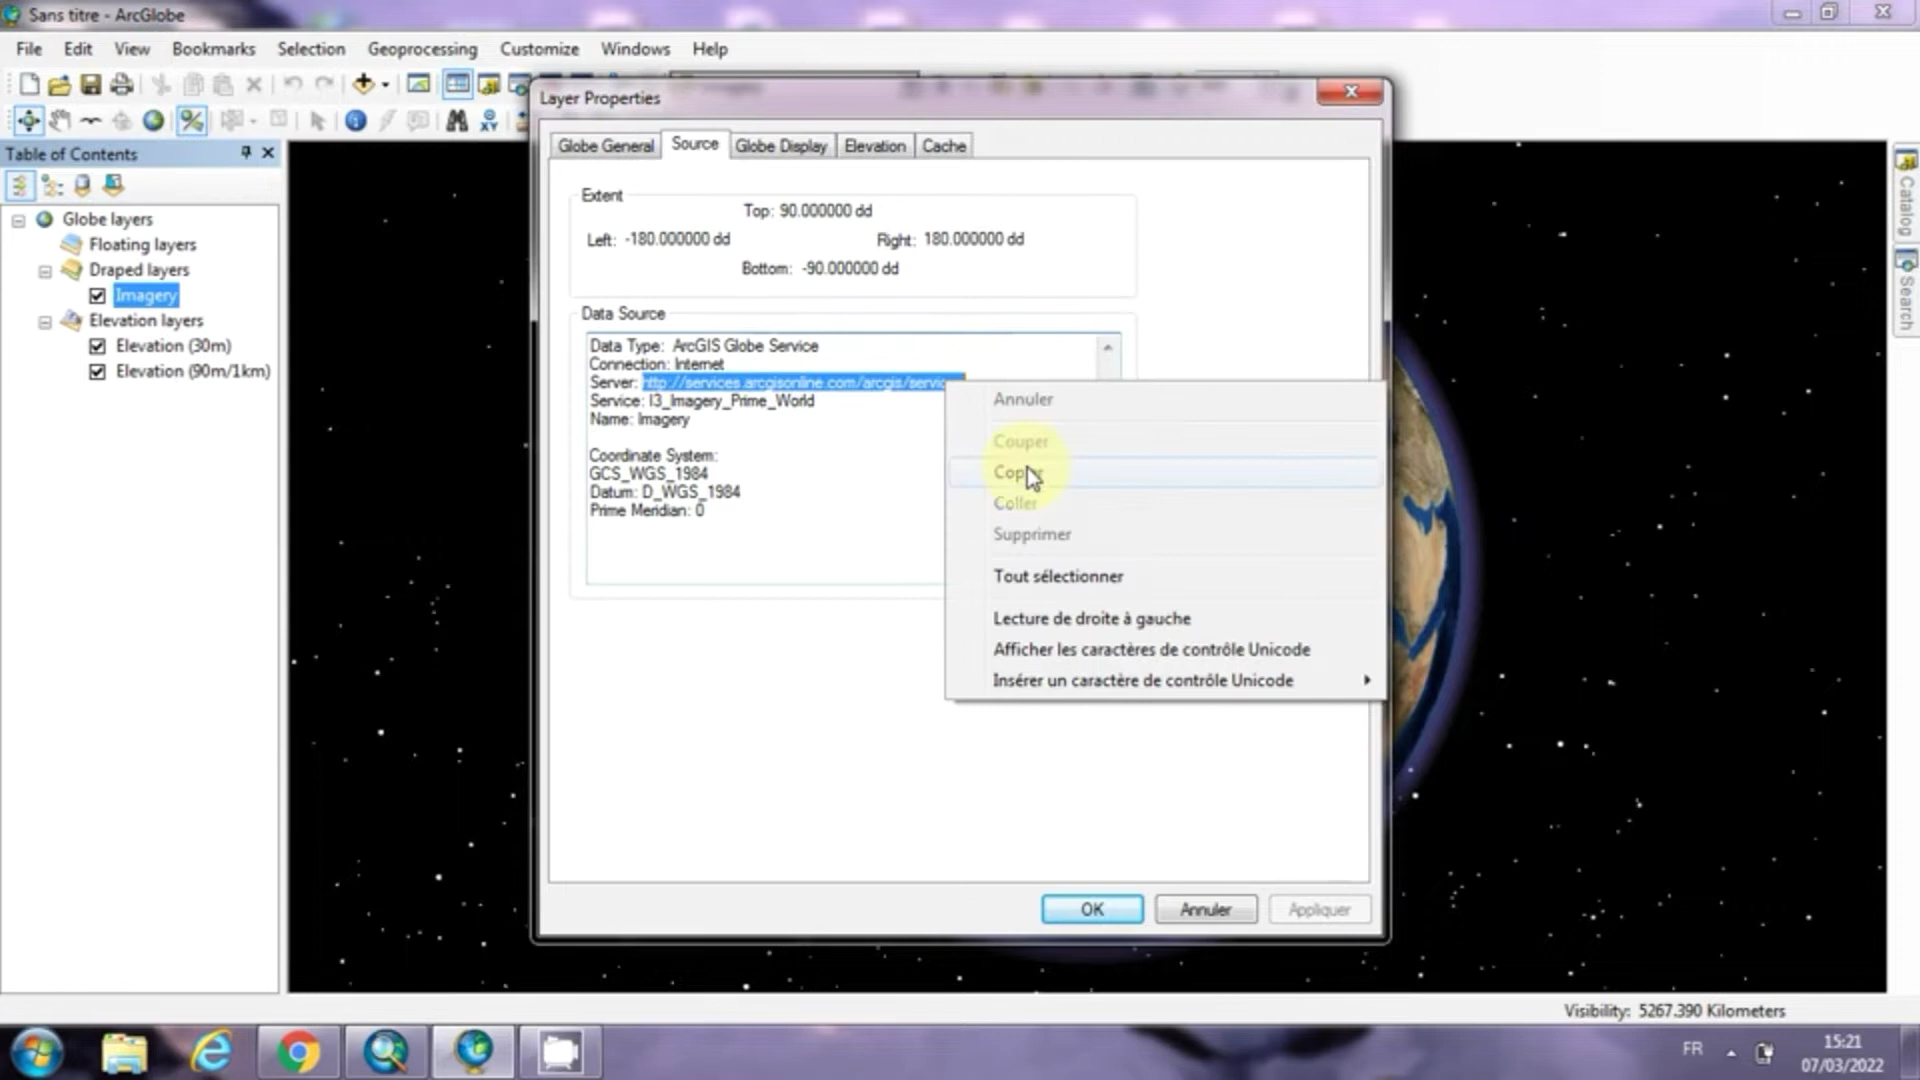 Sans titre - ArcGlobe
File Edit View Bookmarks Selection Geoprocessing Customize Windows Help
Layer Properties
Table of Contents
Globe layers
Floating layers
Draped layers
Imagery
Elevation layers
Elevation (30m)
Elevation (90m/1km)
Globe General Source Globe Display Elevation Cache
Extent
Top: 90.000000 dd
Left: -180.000000 dd Right: 180.000000 dd
Bottom: -90.000000 dd
Data Source
Data Type: ArcGIS Globe Service
Connection: Internet
Server: http://services.arcgisonline.com/arcgis/servic
Service: I3_Imagery_Prime_World
Name: Imagery
Coordinate System:
GCS_WGS_1984
Datum: D_WGS_1984
Prime Meridian: 0
Annuler
Couper
Copier
Coller
Supprimer
Tout sélectionner
Lecture de droite à gauche
Afficher les caractères de contrôle Unicode
Insérer un caractère de contrôle Unicode
OK Annuler Appliquer
Catalog
Search
Visibility: 5267.390 Kilometers
FR
15:21
07/03/2022